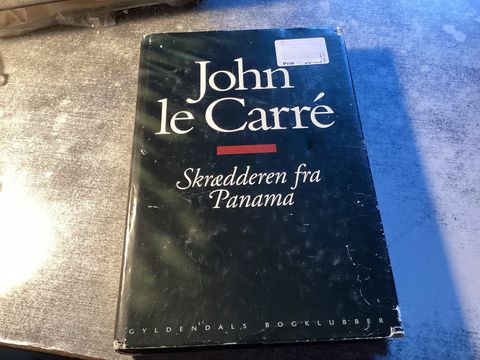 John
le Carré
Skrædderen fra
Panama
GYLDENDALS BOGKLUBBER